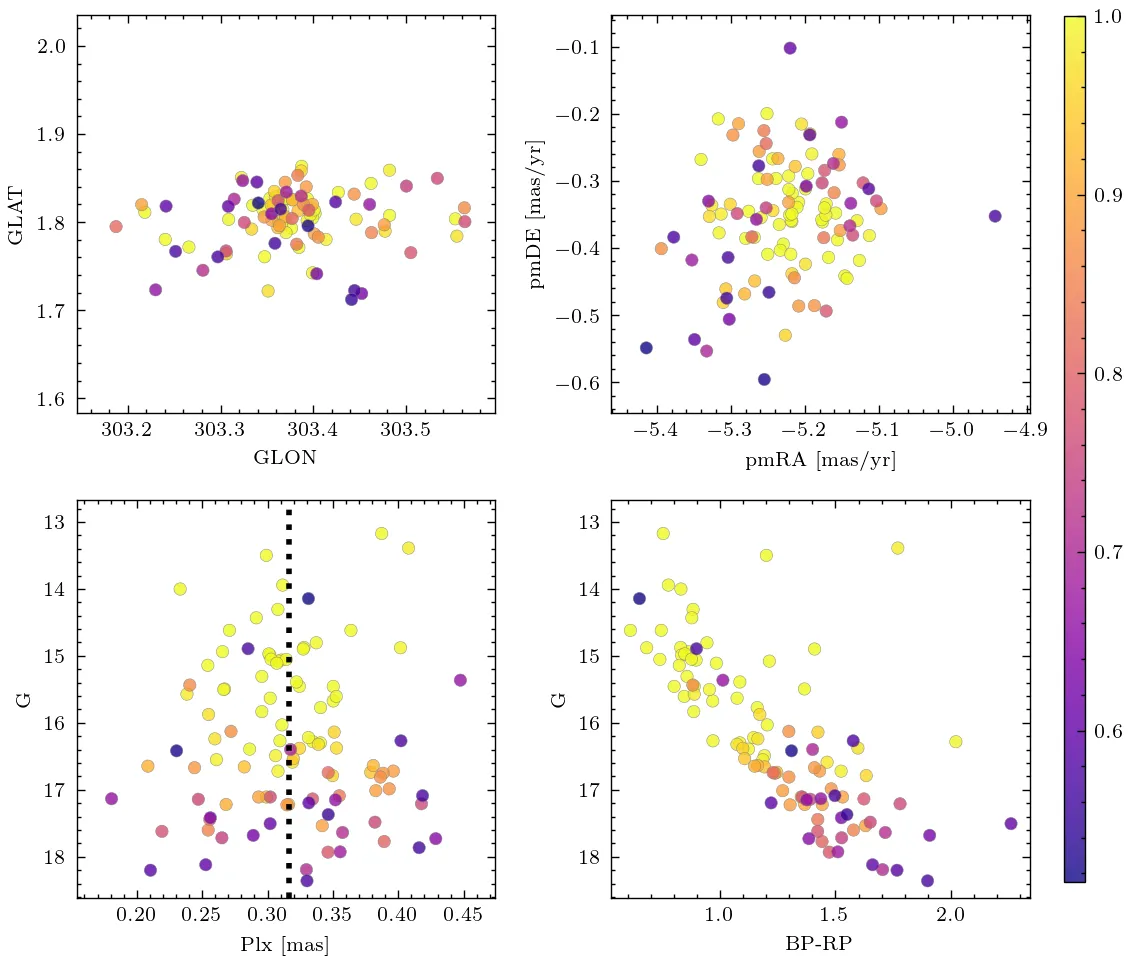 2.0
1.9
1.8
1.7
1.6
GLAT
303.2 303.3 303.4 303.5
GLON
−0.1
−0.2
−0.3
−0.4
−0.5
−0.6
pmDE [mas/yr]
−5.4 −5.3 −5.2 −5.1 −5.0 −4.9
pmRA [mas/yr]
13
14
15
16
17
18
G
0.20 0.25 0.30 0.35 0.40 0.45
Plx [mas]
13
14
15
16
17
18
G
1.0 1.5 2.0
BP-RP
1.0
0.9
0.8
0.7
0.6